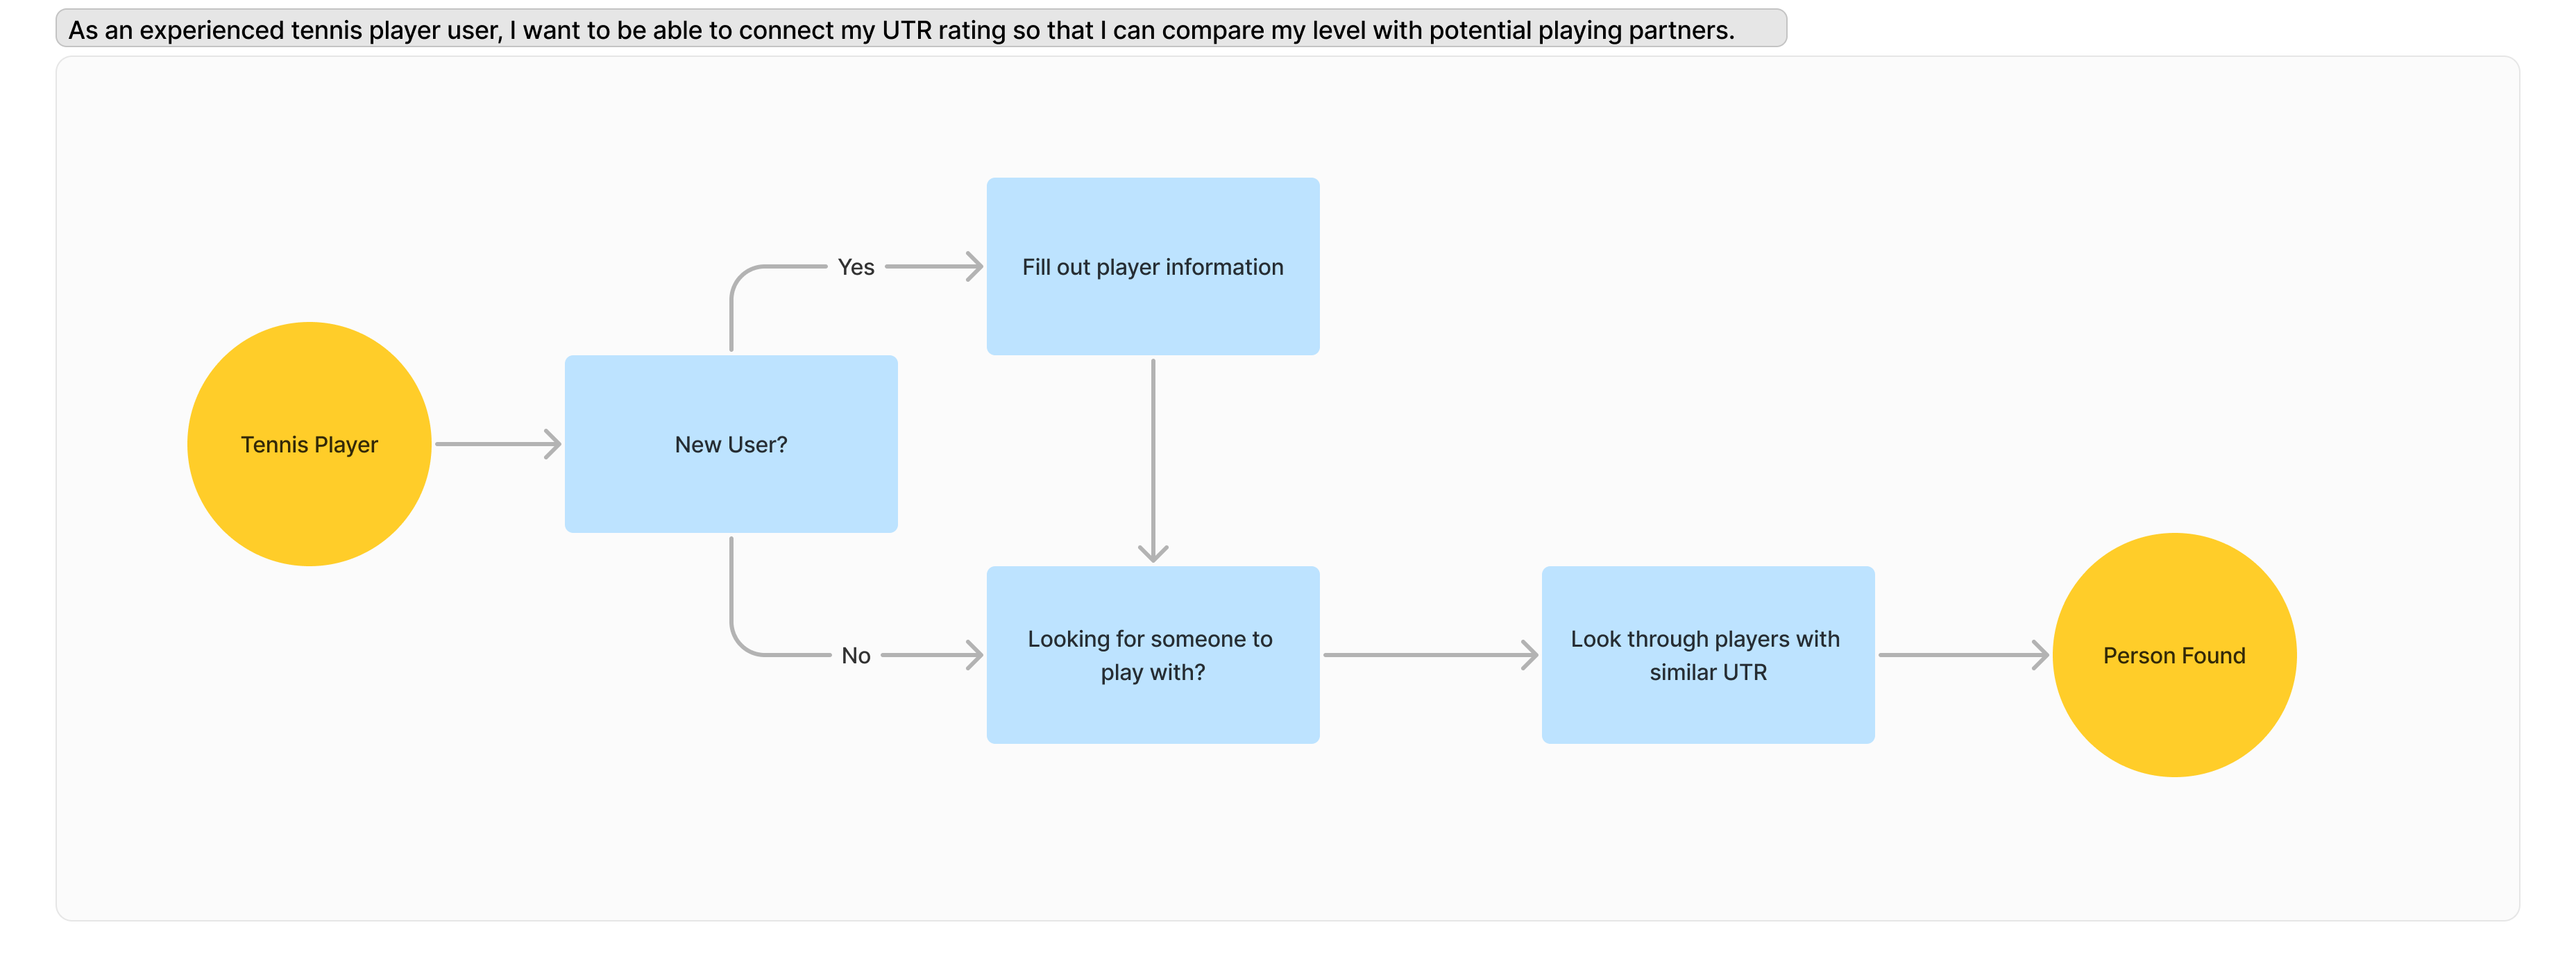 As an experienced tennis player user, I want to be able to connect my UTR rating so that I can compare my level with potential playing partners.
Yes
Fill out player information
Tennis Player
New User?
No
Looking for someone to
play with?
Look through players with
similar UTR
Person Found